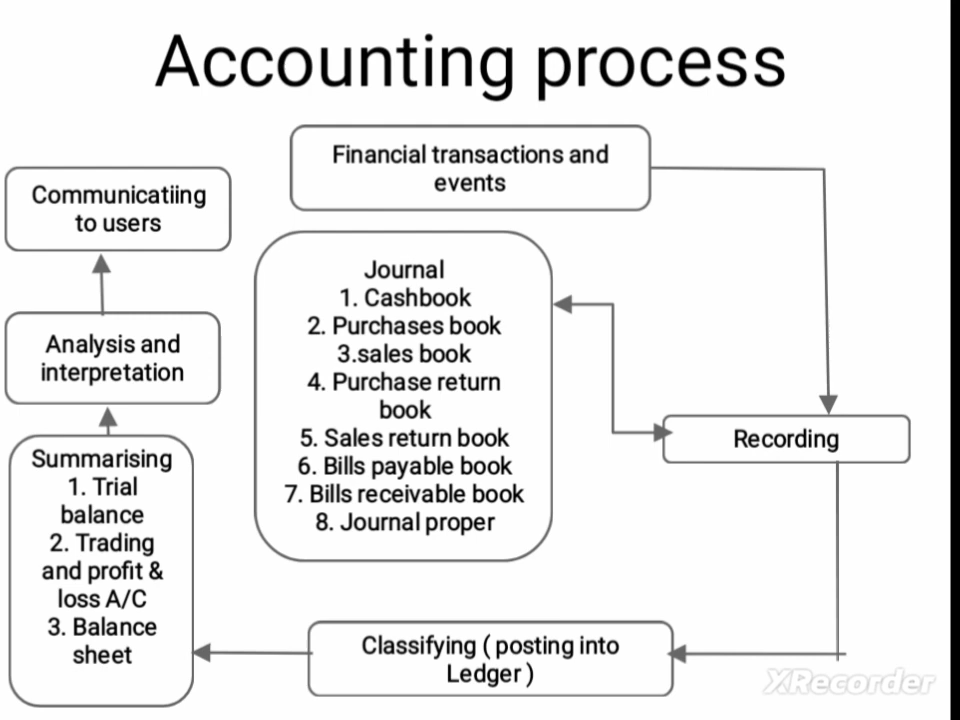 Accounting process
Financial transactions and
events
Communicatiing
to users
Journal
1. Cashbook
2. Purchases book
3.sales book
4. Purchase return
book
5. Sales return book
6. Bills payable book
7. Bills receivable book
8. Journal proper
Analysis and
interpretation
Recording
Summarising
1. Trial
balance
2. Trading
and profit &
loss A/C
3. Balance
sheet
Classifying ( posting into
Ledger )
XRecorder